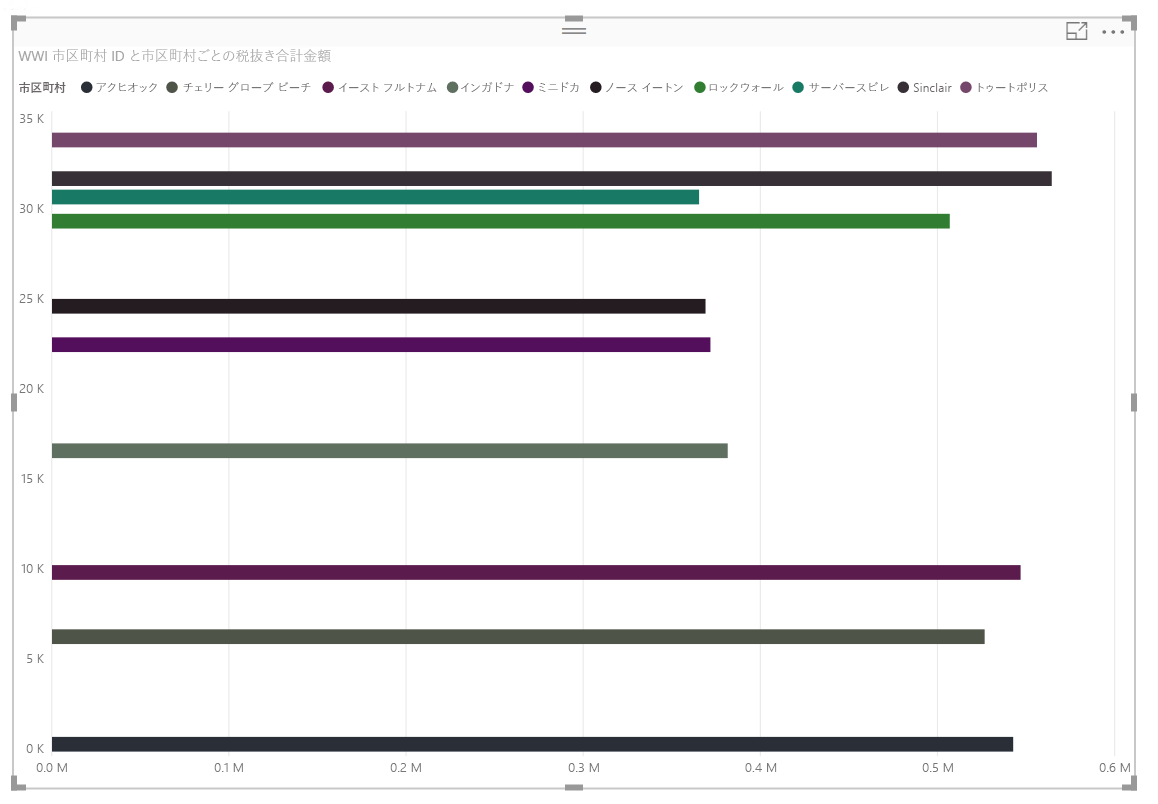 WWI 市区町村 ID と市区町村ごとの税抜き合計金額
市区町村 アクヒオック チェリー グローブ ビーチ イースト フルトナム インガドナ ミニドカ ノース イートン ロックウォール サーバースビレ Sinclair トゥートポリス
35 K
30 K
25 K
20 K
15 K
10 K
5 K
0 K
0.0 M 0.1 M 0.2 M 0.3 M 0.4 M 0.5 M 0.6 M